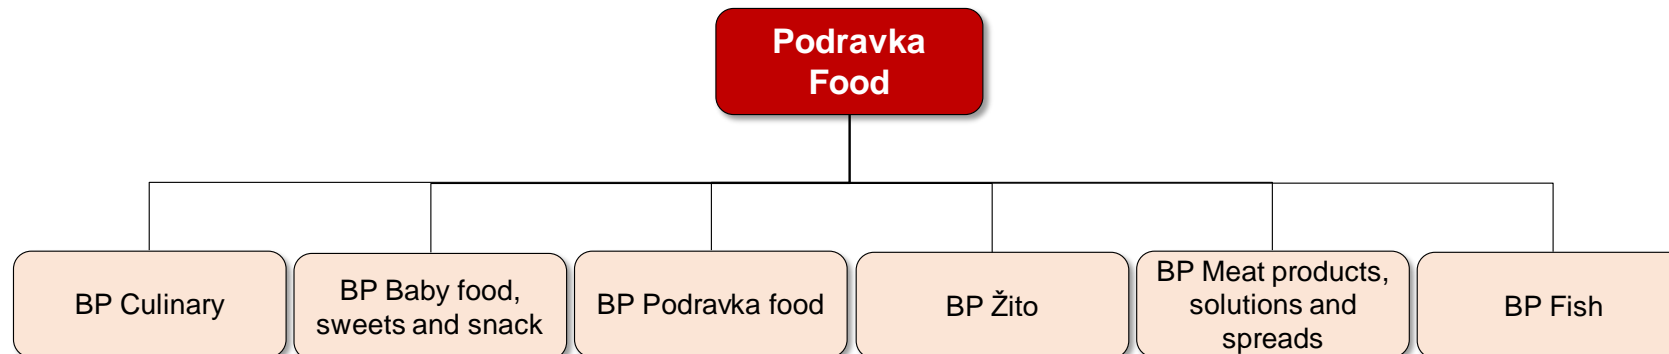 Podravka
Food
BP Culinary
BP Baby food,
sweets and snack
BP Podravka food
BP Žito
BP Meat products,
solutions and
spreads
BP Fish